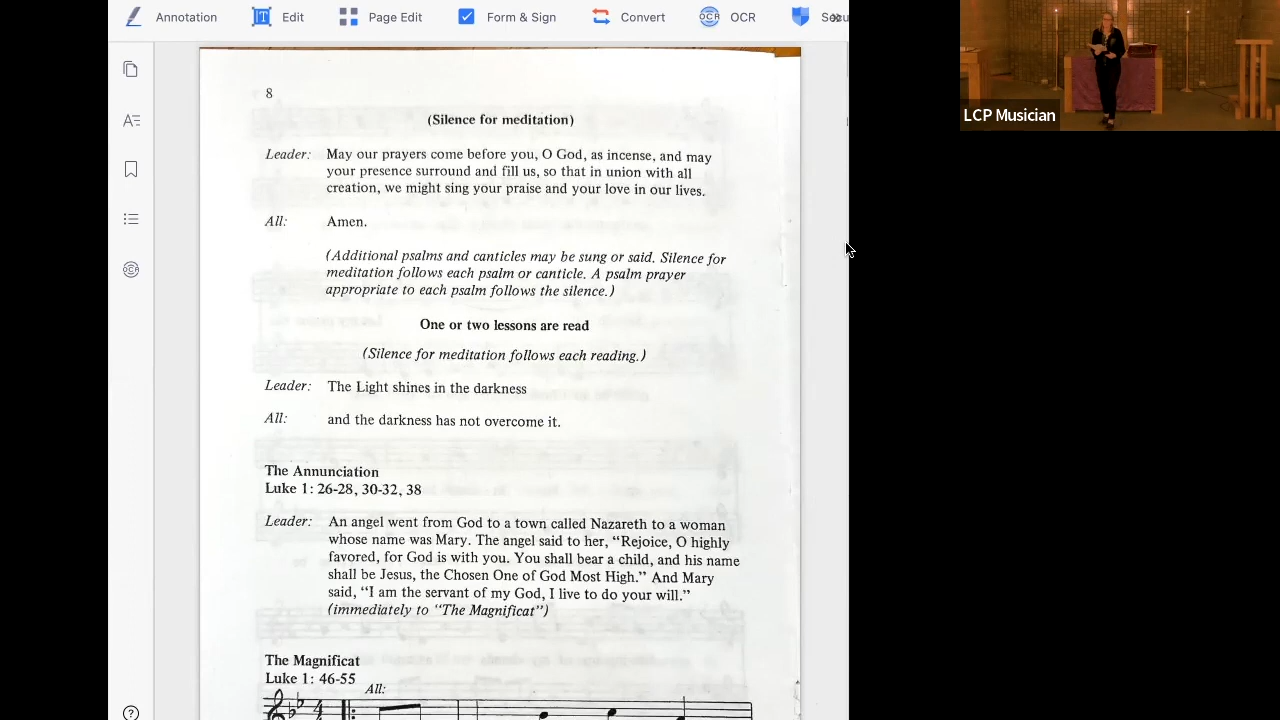 Annotation Edit Page Edit Form & Sign Convert OCR OCR
LCP Musician
8
(Silence for meditation)
Leader: May our prayers come before you, O God, as incense, and may
your presence surround and fill us, so that in union with all
creation, we might sing your praise and your love in our lives.
All: Amen.
(Additional psalms and canticles may be sung or said. Silence for
meditation follows each psalm or canticle. A psalm prayer
appropriate to each psalm follows the silence.)
One or two lessons are read
(Silence for meditation follows each reading.)
Leader: The Light shines in the darkness
All: and the darkness has not overcome it.
The Annunciation
Luke 1: 26-28, 30-32, 38
Leader: An angel went from God to a town called Nazareth to a woman
whose name was Mary. The angel said to her, “Rejoice, O highly
favored, for God is with you. You shall bear a child, and his name
shall be Jesus, the Chosen One of God Most High.” And Mary
said, “I am the servant of my God, I live to do your will.”
(immediately to “The Magnificat”)
The Magnificat
Luke 1: 46-55
All:
4